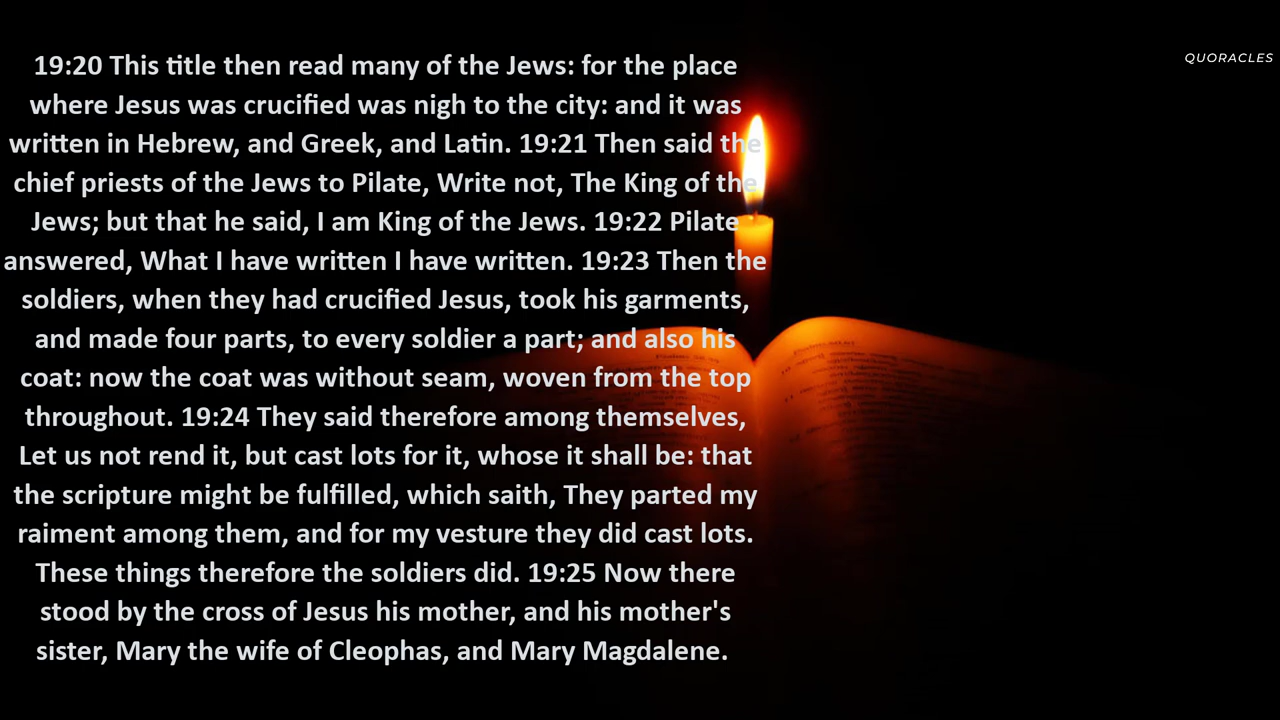 QUORACLES
19:20 This title then read many of the Jews: for the place
where Jesus was crucified was nigh to the city: and it was
written in Hebrew, and Greek, and Latin. 19:21 Then said the
chief priests of the Jews to Pilate, Write not, The King of the
Jews; but that he said, I am King of the Jews. 19:22 Pilate
answered, What I have written I have written. 19:23 Then the
soldiers, when they had crucified Jesus, took his garments,
and made four parts, to every soldier a part; and also his
coat: now the coat was without seam, woven from the top
throughout. 19:24 They said therefore among themselves,
Let us not rend it, but cast lots for it, whose it shall be: that
the scripture might be fulfilled, which saith, They parted my
raiment among them, and for my vesture they did cast lots.
These things therefore the soldiers did. 19:25 Now there
stood by the cross of Jesus his mother, and his mother's
sister, Mary the wife of Cleophas, and Mary Magdalene.